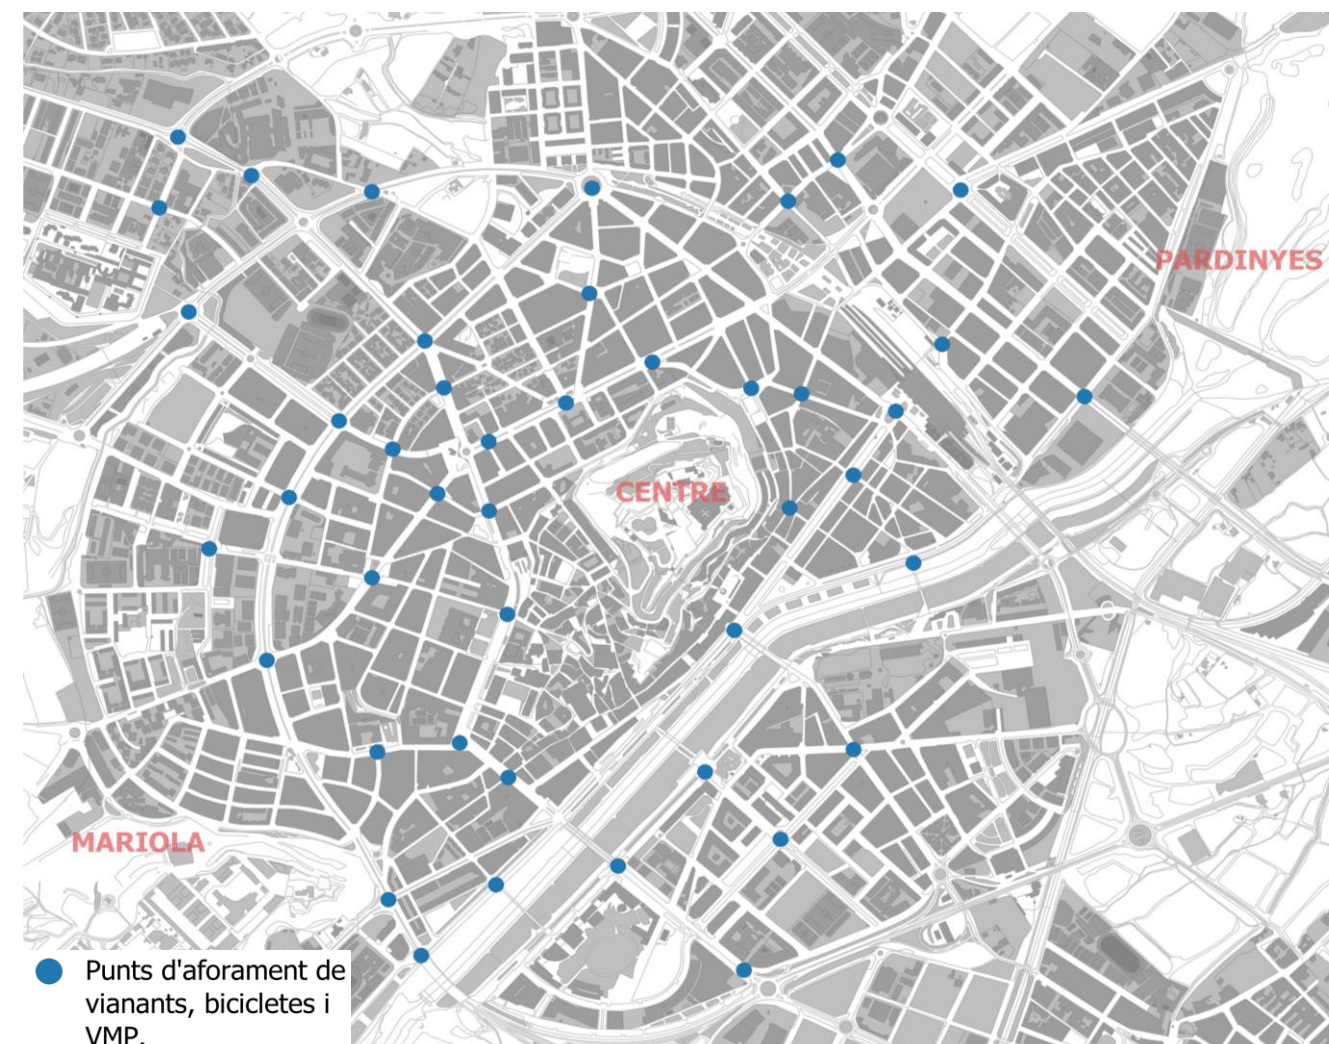 PARDINYES
CENTRE
MARIOLA
Punts d'aforament de
vianants, bicicletes i
VMP.